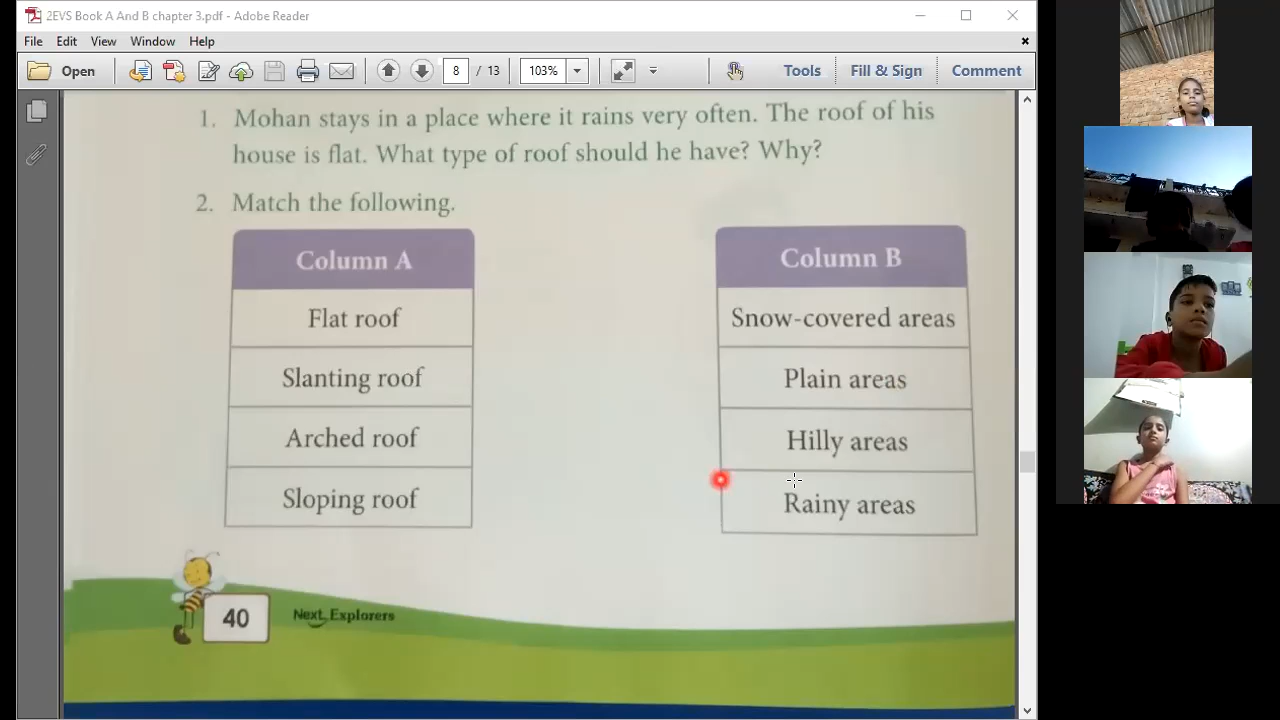 2EVS Book A And B chapter 3.pdf - Adobe Reader
File Edit View Window Help
Open 8 / 13 103% Tools Fill & Sign Comment
1. Mohan stays in a place where it rains very often. The roof of his
house is flat. What type of roof should he have? Why?
2. Match the following.
Column A Column B
Flat roof Snow-covered areas
Slanting roof Plain areas
Arched roof Hilly areas
Sloping roof Rainy areas
40 Next Explorers